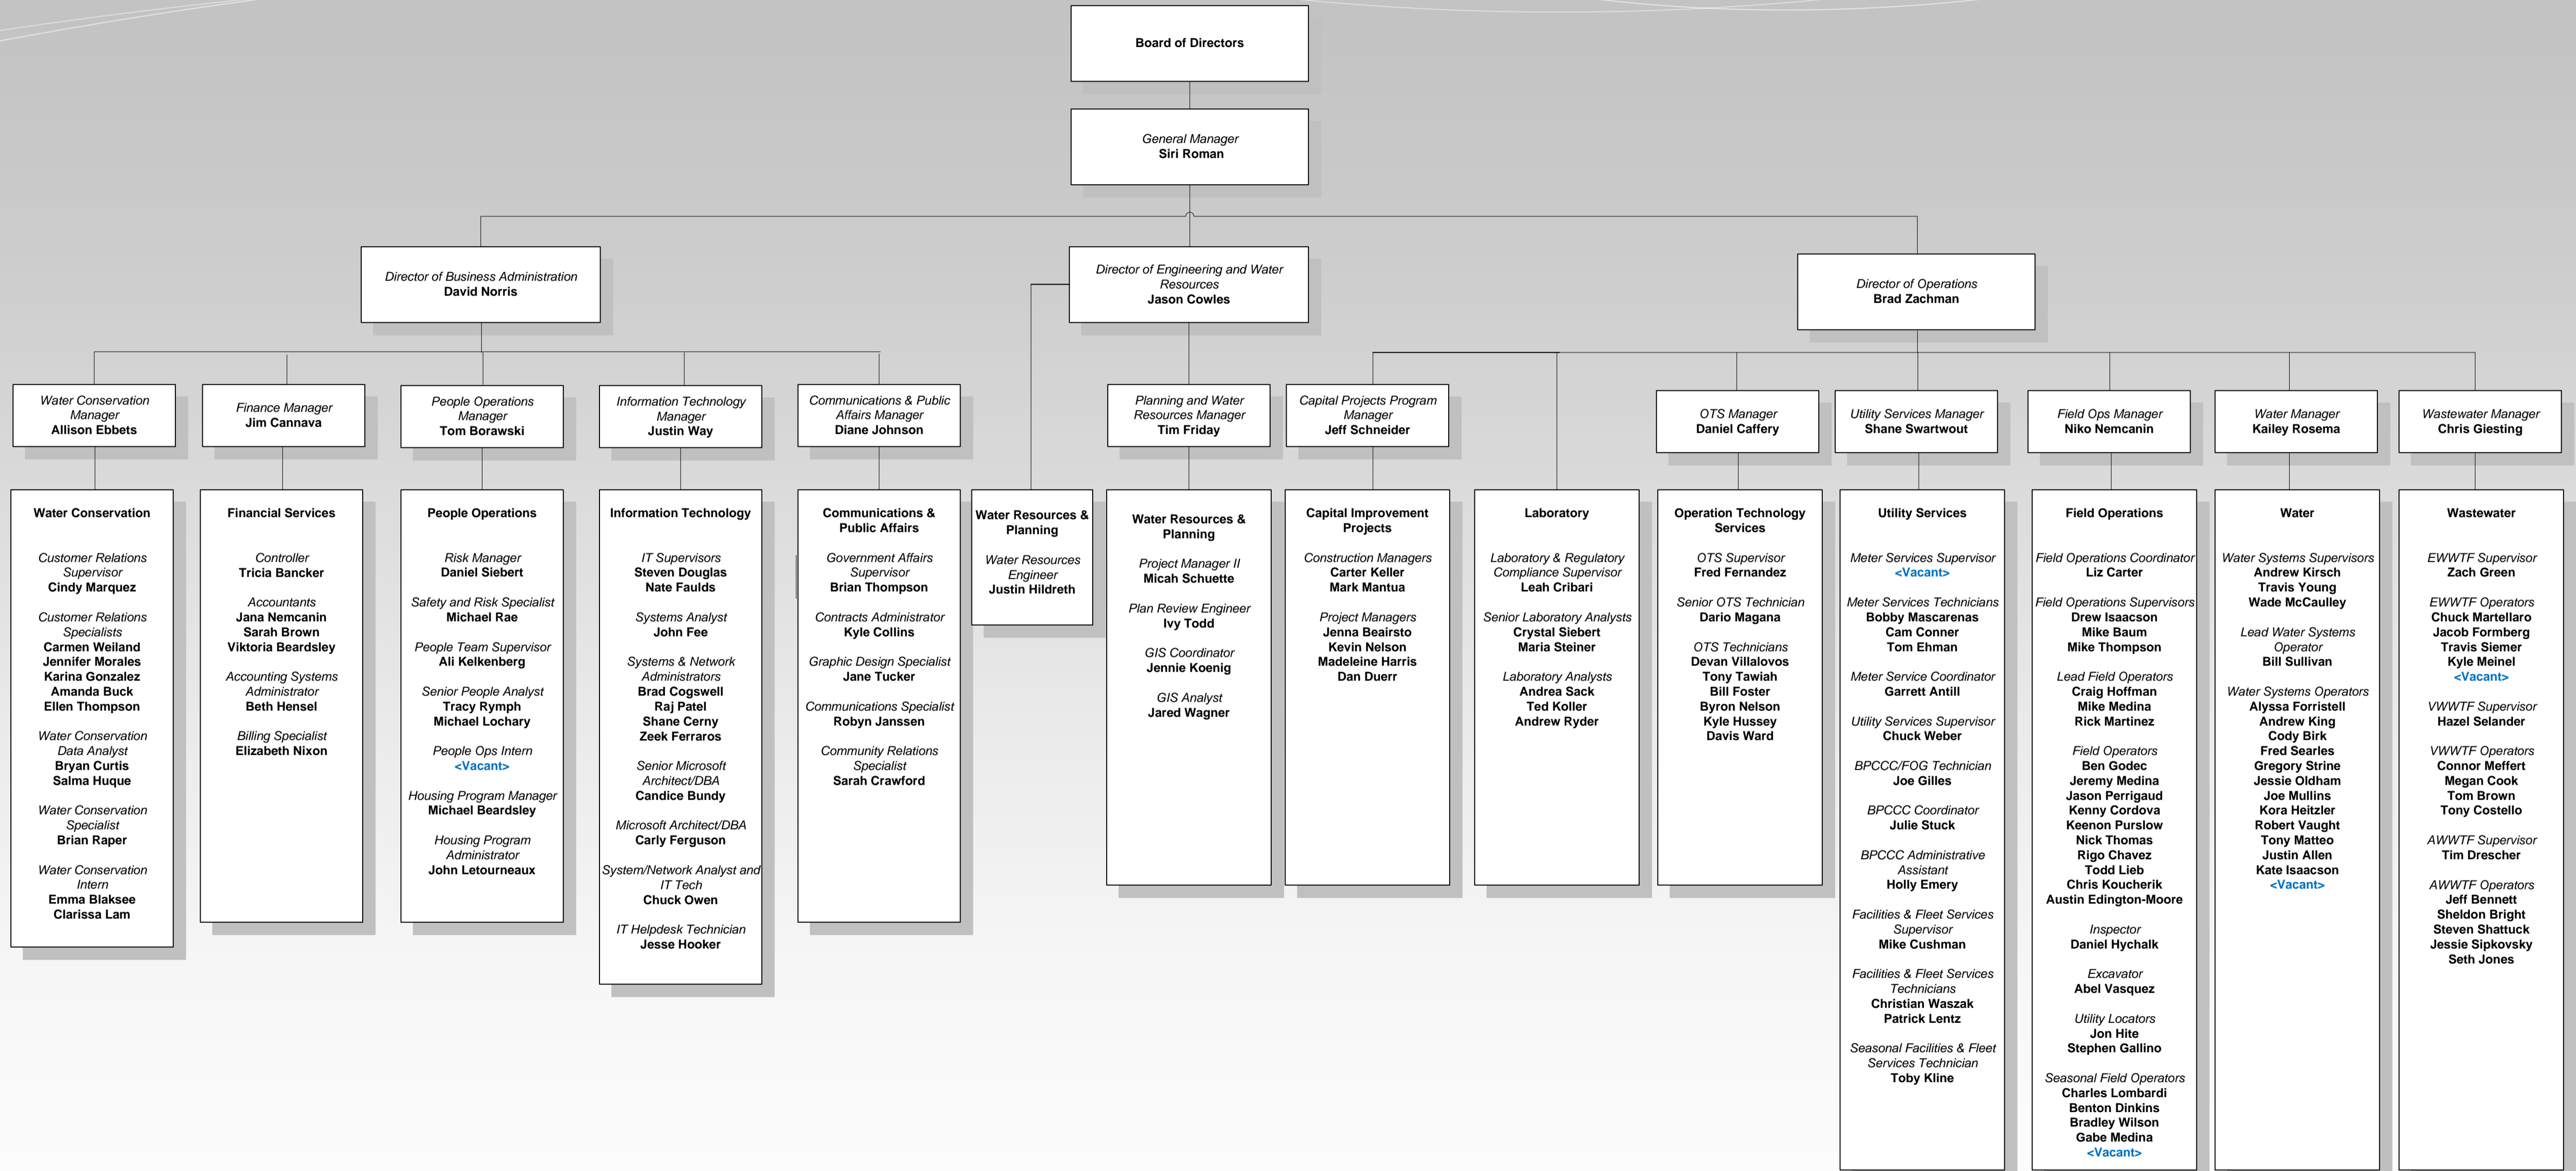 Board of Directors
General Manager
Siri Roman
Director of Business Administration
David Norris
Director of Engineering and Water
Resources
Jason Cowles
Director of Operations
Brad Zachman
Water Conservation
Manager
Allison Ebbets
Finance Manager
Jim Cannava
People Operations
Manager
Tom Borawski
Information Technology
Manager
Justin Way
Communications & Public
Affairs Manager
Diane Johnson
Planning and Water
Resources Manager
Tim Friday
Capital Projects Program
Manager
Jeff Schneider
OTS Manager
Daniel Caffery
Utility Services Manager
Shane Swartwout
Field Ops Manager
Niko Nemcanin
Water Manager
Kailey Rosema
Wastewater Manager
Chris Giesting
Water Conservation
Customer Relations
Supervisor
Cindy Marquez
Customer Relations
Specialists
Carmen Weiland
Jennifer Morales
Karina Gonzalez
Amanda Buck
Ellen Thompson
Water Conservation
Data Analyst
Bryan Curtis
Salma Huque
Water Conservation
Specialist
Brian Raper
Water Conservation
Intern
Emma Blaksee
Clarissa Lam
Financial Services
Controller
Tricia Bancker
Accountants
Jana Nemcanin
Sarah Brown
Viktoria Beardsley
Accounting Systems
Administrator
Beth Hensel
Billing Specialist
Elizabeth Nixon
People Operations
Risk Manager
Daniel Siebert
Safety and Risk Specialist
Michael Rae
People Team Supervisor
Ali Kelkenberg
Senior People Analyst
Tracy Rymph
Michael Lochary
People Ops Intern
<Vacant>
Housing Program Manager
Michael Beardsley
Housing Program
Administrator
John Letourneaux
Information Technology
IT Supervisors
Steven Douglas
Nate Faulds
Systems Analyst
John Fee
Systems & Network
Administrators
Brad Cogswell
Raj Patel
Shane Cerny
Zeek Ferraros
Senior Microsoft
Architect/DBA
Candice Bundy
Microsoft Architect/DBA
Carly Ferguson
System/Network Analyst and
IT Tech
Chuck Owen
IT Helpdesk Technician
Jesse Hooker
Communications &
Public Affairs
Government Affairs
Supervisor
Brian Thompson
Contracts Administrator
Kyle Collins
Graphic Design Specialist
Jane Tucker
Communications Specialist
Robyn Janssen
Community Relations
Specialist
Sarah Crawford
Water Resources &
Planning
Water Resources
Engineer
Justin Hildreth
Water Resources &
Planning
Project Manager II
Micah Schuette
Plan Review Engineer
Ivy Todd
GIS Coordinator
Jennie Koenig
GIS Analyst
Jared Wagner
Capital Improvement
Projects
Construction Managers
Carter Keller
Mark Mantua
Project Managers
Jenna Beairsto
Kevin Nelson
Madeleine Harris
Dan Duerr
Laboratory
Laboratory & Regulatory
Compliance Supervisor
Leah Cribari
Senior Laboratory Analysts
Crystal Siebert
Maria Steiner
Laboratory Analysts
Andrea Sack
Ted Koller
Andrew Ryder
Operation Technology
Services
OTS Supervisor
Fred Fernandez
Senior OTS Technician
Dario Magana
OTS Technicians
Devan Villalovos
Tony Tawiah
Bill Foster
Byron Nelson
Kyle Hussey
Davis Ward
Utility Services
Meter Services Supervisor
<Vacant>
Meter Services Technicians
Bobby Mascarenas
Cam Conner
Tom Ehman
Meter Service Coordinator
Garrett Antill
Utility Services Supervisor
Chuck Weber
BPCCC/FOG Technician
Joe Gilles
BPCCC Coordinator
Julie Stuck
BPCCC Administrative
Assistant
Holly Emery
Facilities & Fleet Services
Supervisor
Mike Cushman
Facilities & Fleet Services
Technicians
Christian Waszak
Patrick Lentz
Seasonal Facilities & Fleet
Services Technician
Toby Kline
Field Operations
Field Operations Coordinator
Liz Carter
Field Operations Supervisors
Drew Isaacson
Mike Baum
Mike Thompson
Lead Field Operators
Craig Hoffman
Mike Medina
Rick Martinez
Field Operators
Ben Godec
Jeremy Medina
Jason Perrigaud
Kenny Cordova
Keenon Purslow
Nick Thomas
Rigo Chavez
Todd Lieb
Chris Koucherik
Austin Edington-Moore
Inspector
Daniel Hychalk
Excavator
Abel Vasquez
Utility Locators
Jon Hite
Stephen Gallino
Seasonal Field Operators
Charles Lombardi
Benton Dinkins
Bradley Wilson
Gabe Medina
<Vacant>
Water
Water Systems Supervisors
Andrew Kirsch
Travis Young
Wade McCaulley
Lead Water Systems
Operator
Bill Sullivan
Water Systems Operators
Alyssa Forristell
Andrew King
Cody Birk
Fred Searles
Gregory Strine
Jessie Oldham
Joe Mullins
Kora Heitzler
Robert Vaught
Tony Matteo
Justin Allen
Kate Isaacson
<Vacant>
Wastewater
EWWTF Supervisor
Zach Green
EWWTF Operators
Chuck Martellaro
Jacob Formberg
Travis Siemer
Kyle Meinel
<Vacant>
VWWTF Supervisor
Hazel Selander
VWWTF Operators
Connor Meffert
Megan Cook
Tom Brown
Tony Costello
AWWTF Supervisor
Tim Drescher
AWWTF Operators
Jeff Bennett
Sheldon Bright
Steven Shattuck
Jessie Sipkovsky
Seth Jones